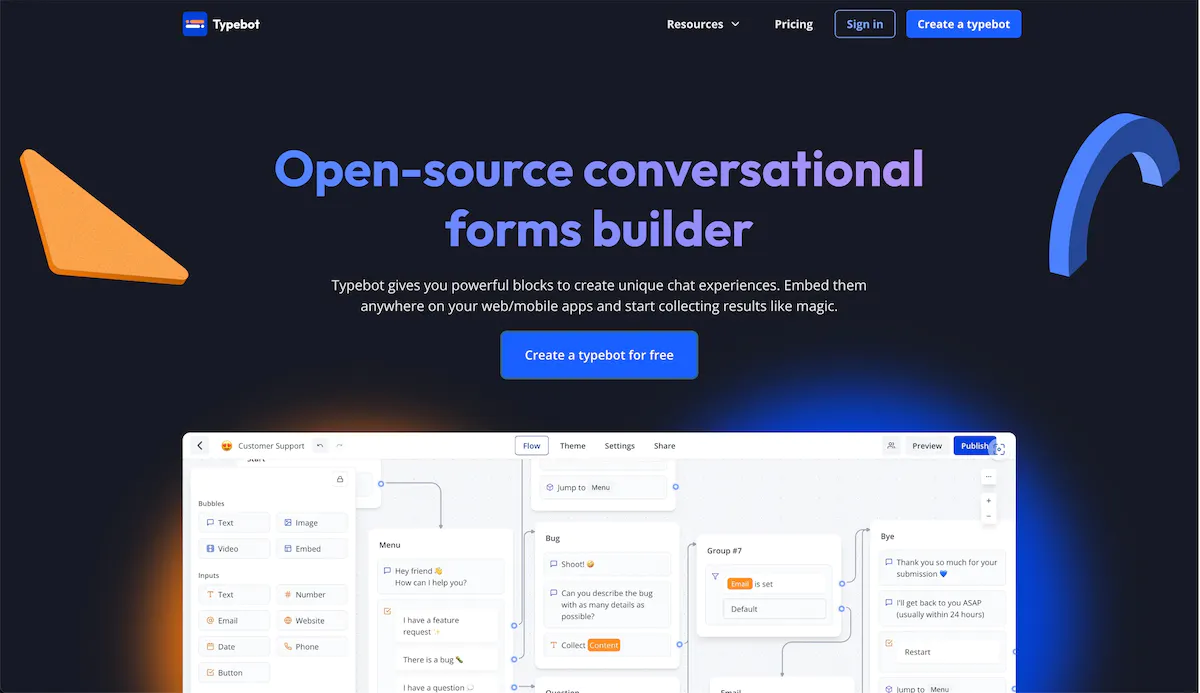 Typebot
Resources
Pricing
Sign in
Create a typebot
Open-source conversational
forms builder
Typebot gives you powerful blocks to create unique chat experiences. Embed them
anywhere on your web/mobile apps and start collecting results like magic.
Create a typebot for free
Customer Support
Flow
Theme
Settings
Share
Preview
Publish
Start
Bubbles
Text
Image
Video
Embed
Inputs
Text
Number
Email
Website
Date
Phone
Button
Menu
Hey friend 👋
How can I help you?
I have a feature
request ✨
There is a bug 🐛
I have a question 💭
Jump to Menu
Bug
Shoot! 🤪
Can you describe the bug
with as many details as
possible?
Collect Content
Question
Group #7
Email is set
Default
Email
Bye
Thank you so much for your
submission 💙
I'll get back to you ASAP
(usually within 24 hours)
Restart
Jump to Menu